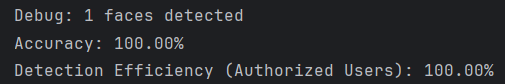 Debug: 1 faces detected
Accuracy: 100.00%
Detection Efficiency (Authorized Users): 100.00%